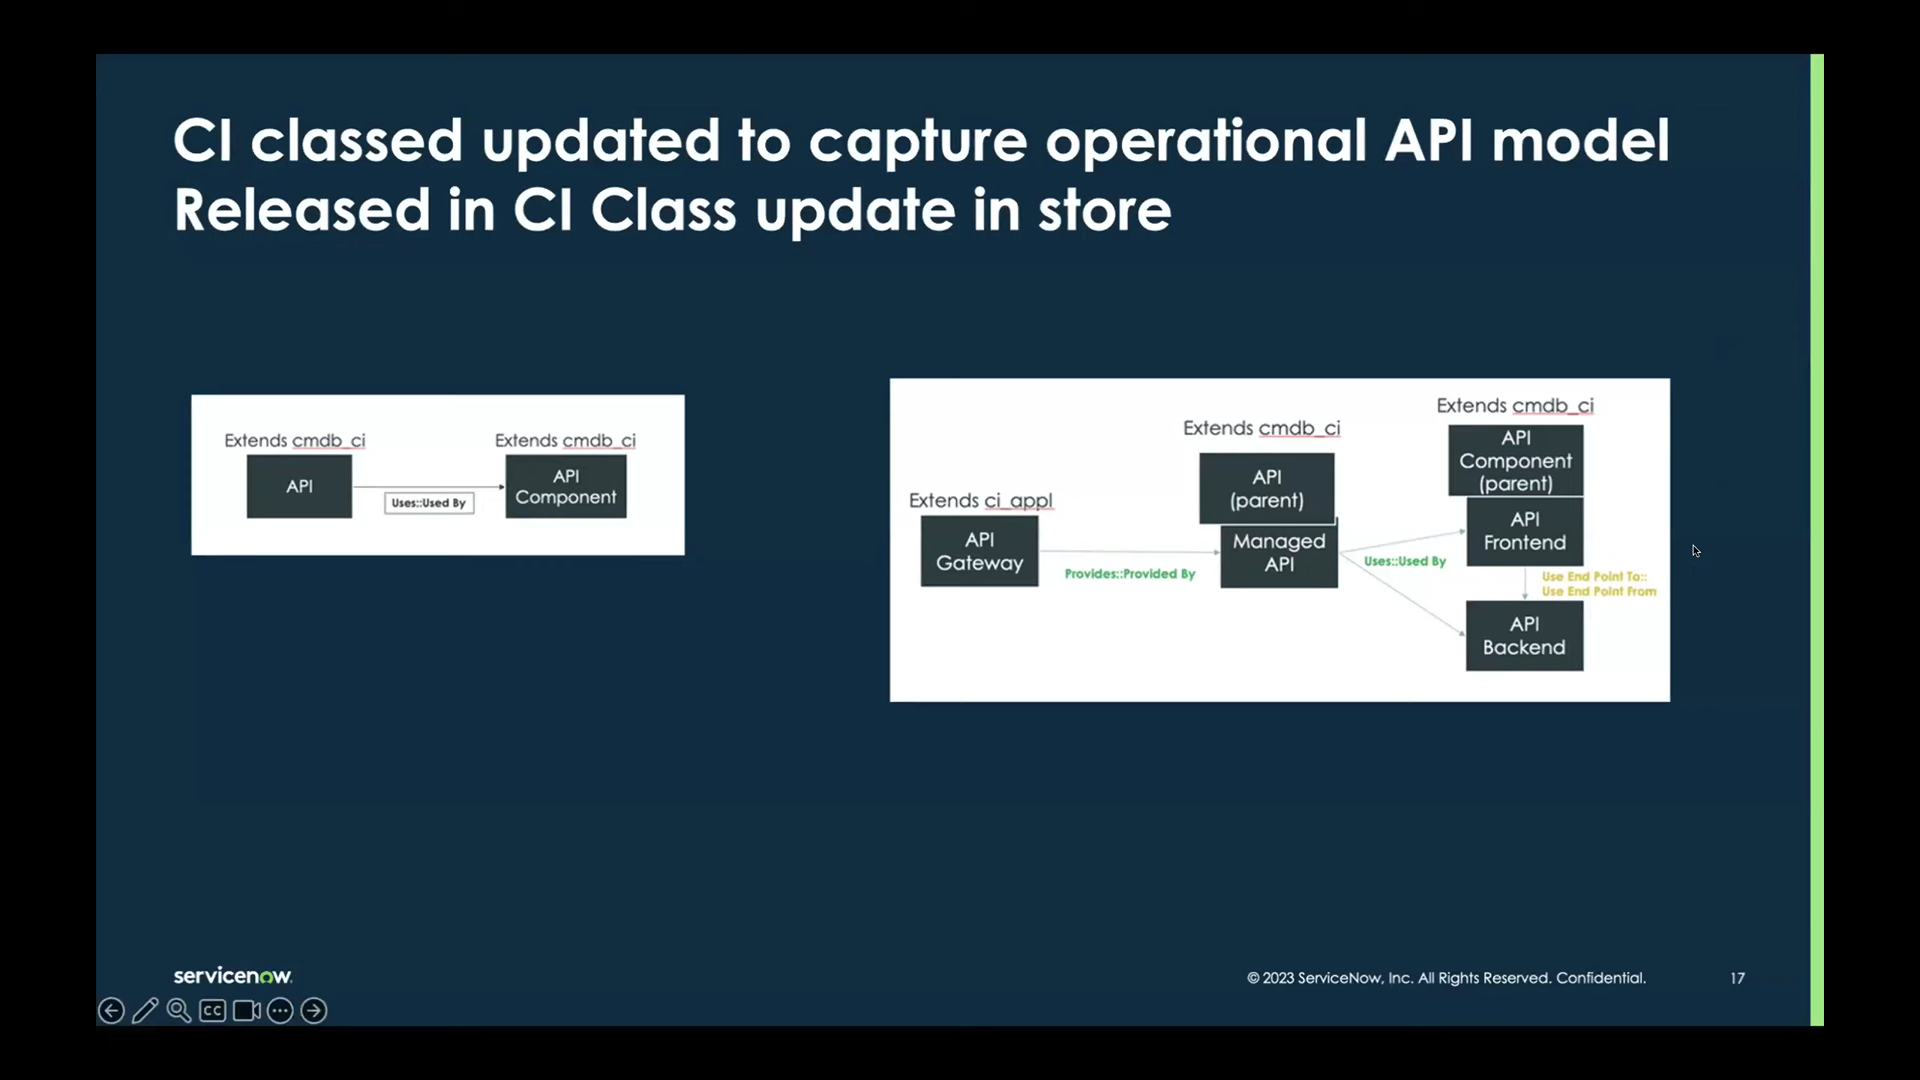 CI classed updated to capture operational API model
Released in CI Class update in store
Extends cmdb_ci
Extends cmdb_ci
API
Uses::Used By
API
Component
Extends ci_appl
API
Gateway
Provides::Provided By
Extends cmdb_ci
API
(parent)
Managed
API
Uses::Used By
Extends cmdb_ci
API
Component
(parent)
API
Frontend
Use End Point To::
Use End Point From
API
Backend
servicenow.
© 2023 ServiceNow, Inc. All Rights Reserved. Confidential.
17
CC